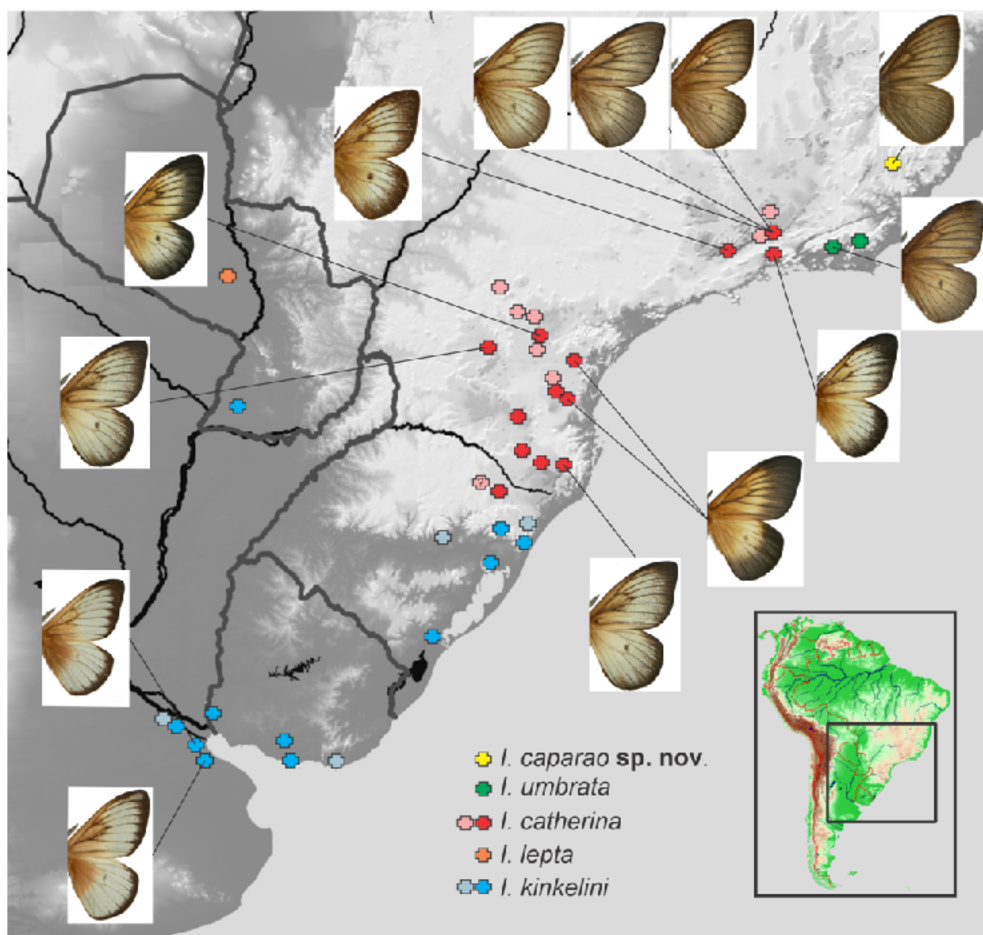 ?
I. caparao sp. nov.
I. umbrata
I. catherina
I. lepta
I. kinkelini